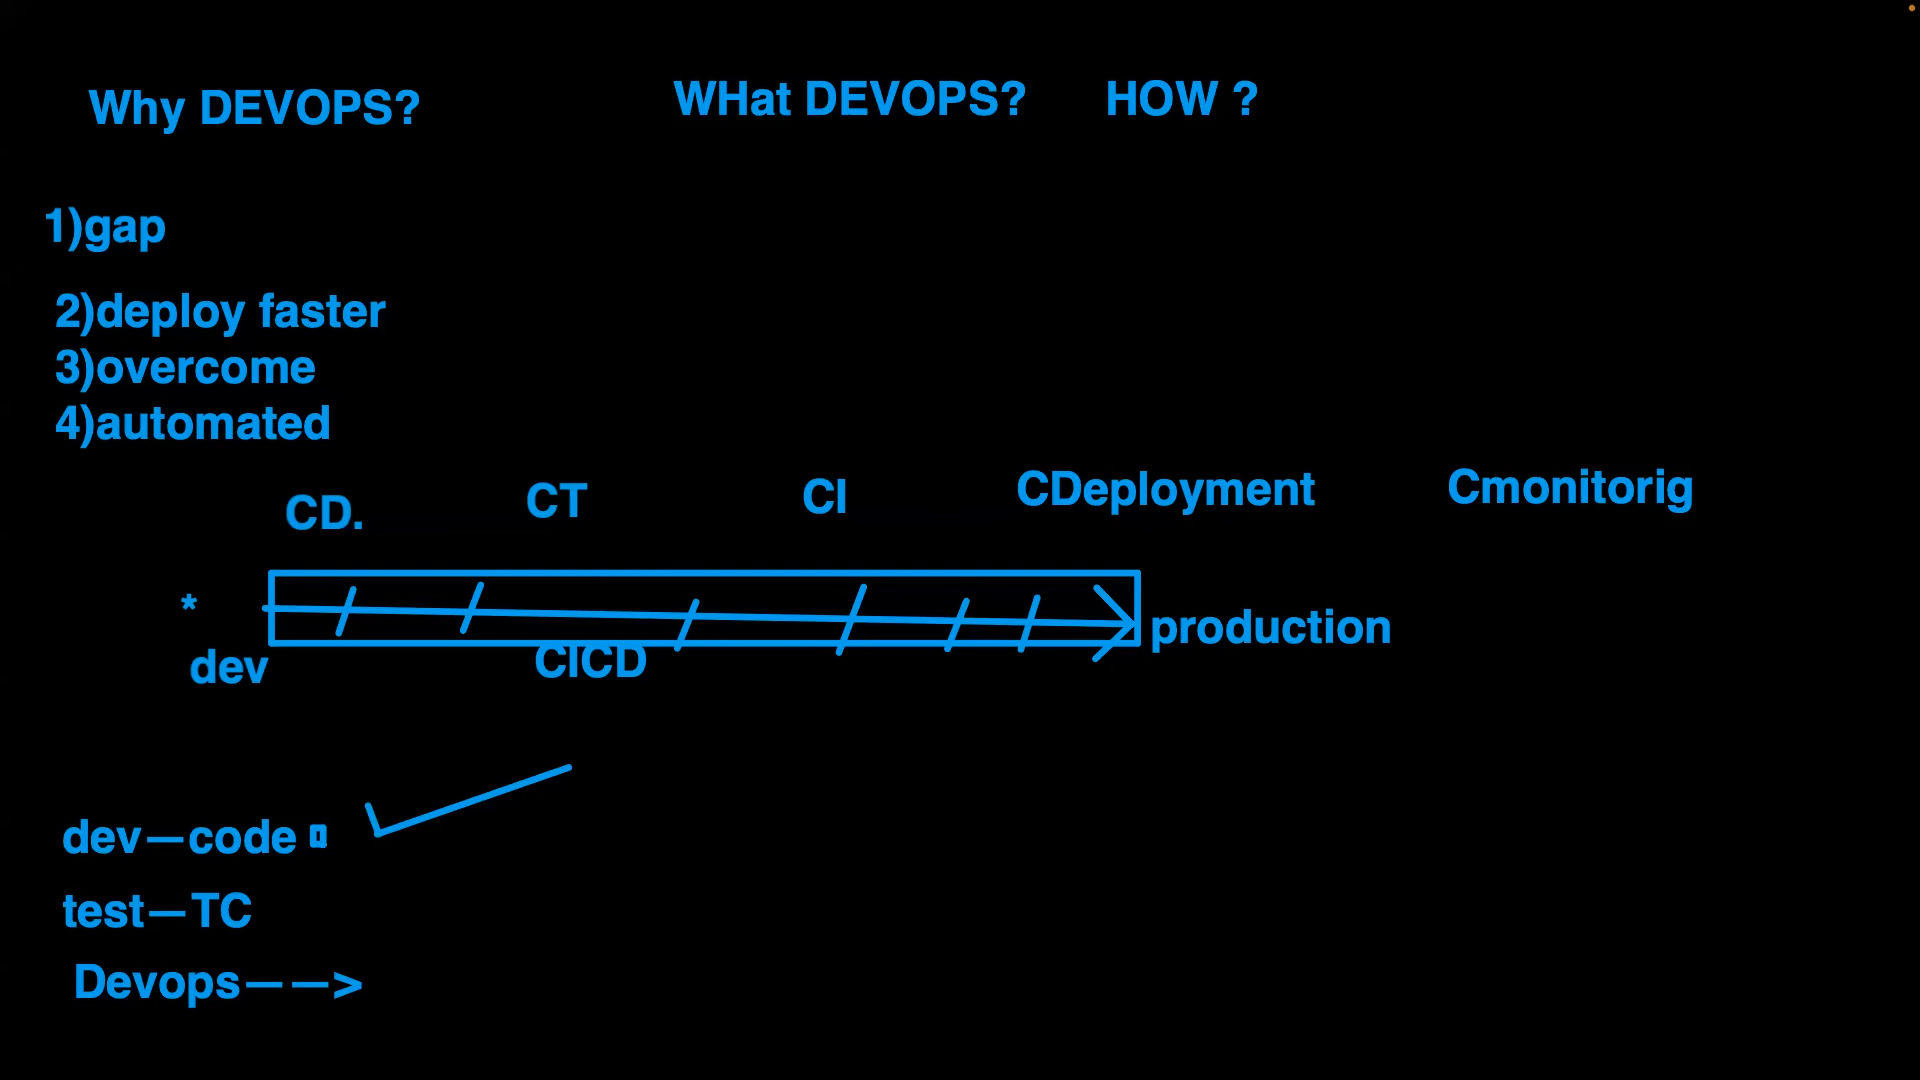 Why DEVOPS? WHat DEVOPS? HOW ?
1)gap
2)deploy faster
3)overcome
4)automated
CD. CT CI CDeployment Cmonitorig
*
dev CICD production
dev—code
test—TC
Devops——>